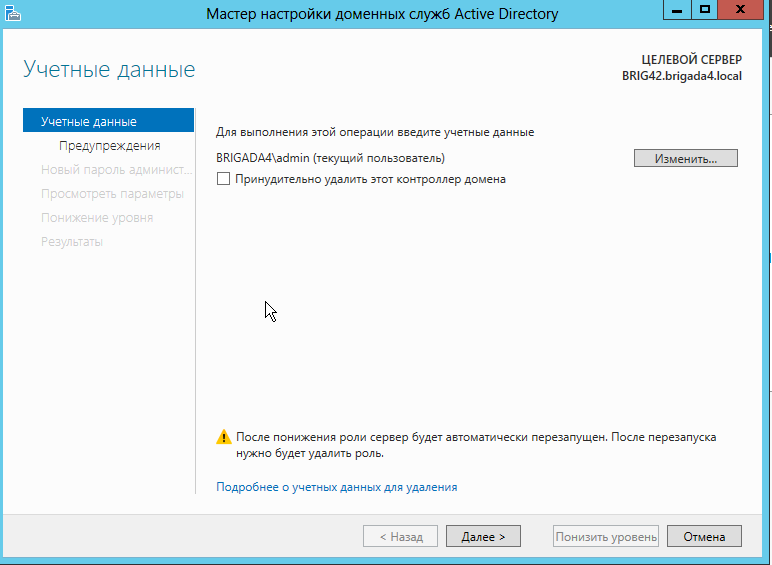 Мастер настройки доменных служб Active Directory
Учетные данные
ЦЕЛЕВОЙ СЕРВЕР
BRIG42.brigada4.local
Учетные данные
Предупреждения
Новый пароль админист...
Просмотреть параметры
Понижение уровня
Результаты
Для выполнения этой операции введите учетные данные
BRIGADA4\admin (текущий пользователь)
Изменить...
Принудительно удалить этот контроллер домена
После понижения роли сервер будет автоматически перезапущен. После перезапуска
нужно будет удалить роль.
Подробнее о учетных данных для удаления
< Назад
Далее >
Понизить уровень
Отмена